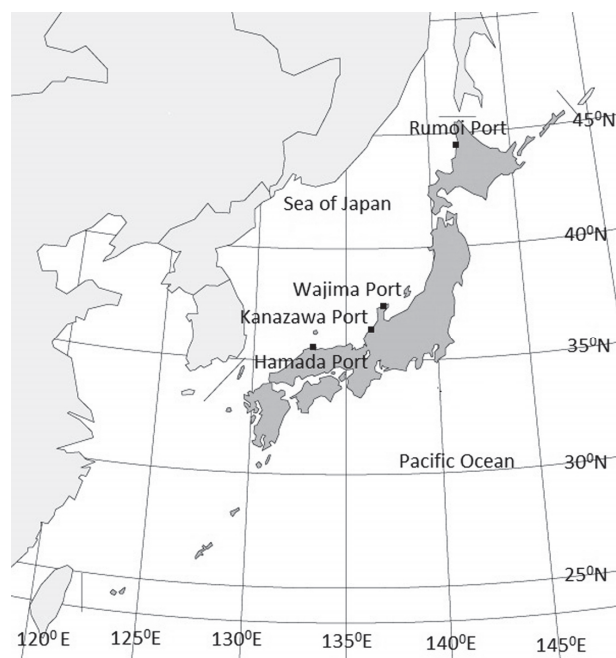 45⁰N
Rumoi Port
Sea of Japan
40⁰N
Wajima Port
Kanazawa Port
35⁰N
Hamada Port
Pacific Ocean
30⁰N
25⁰N
120⁰E 125⁰E 130⁰E 135⁰E 140⁰E 145⁰E